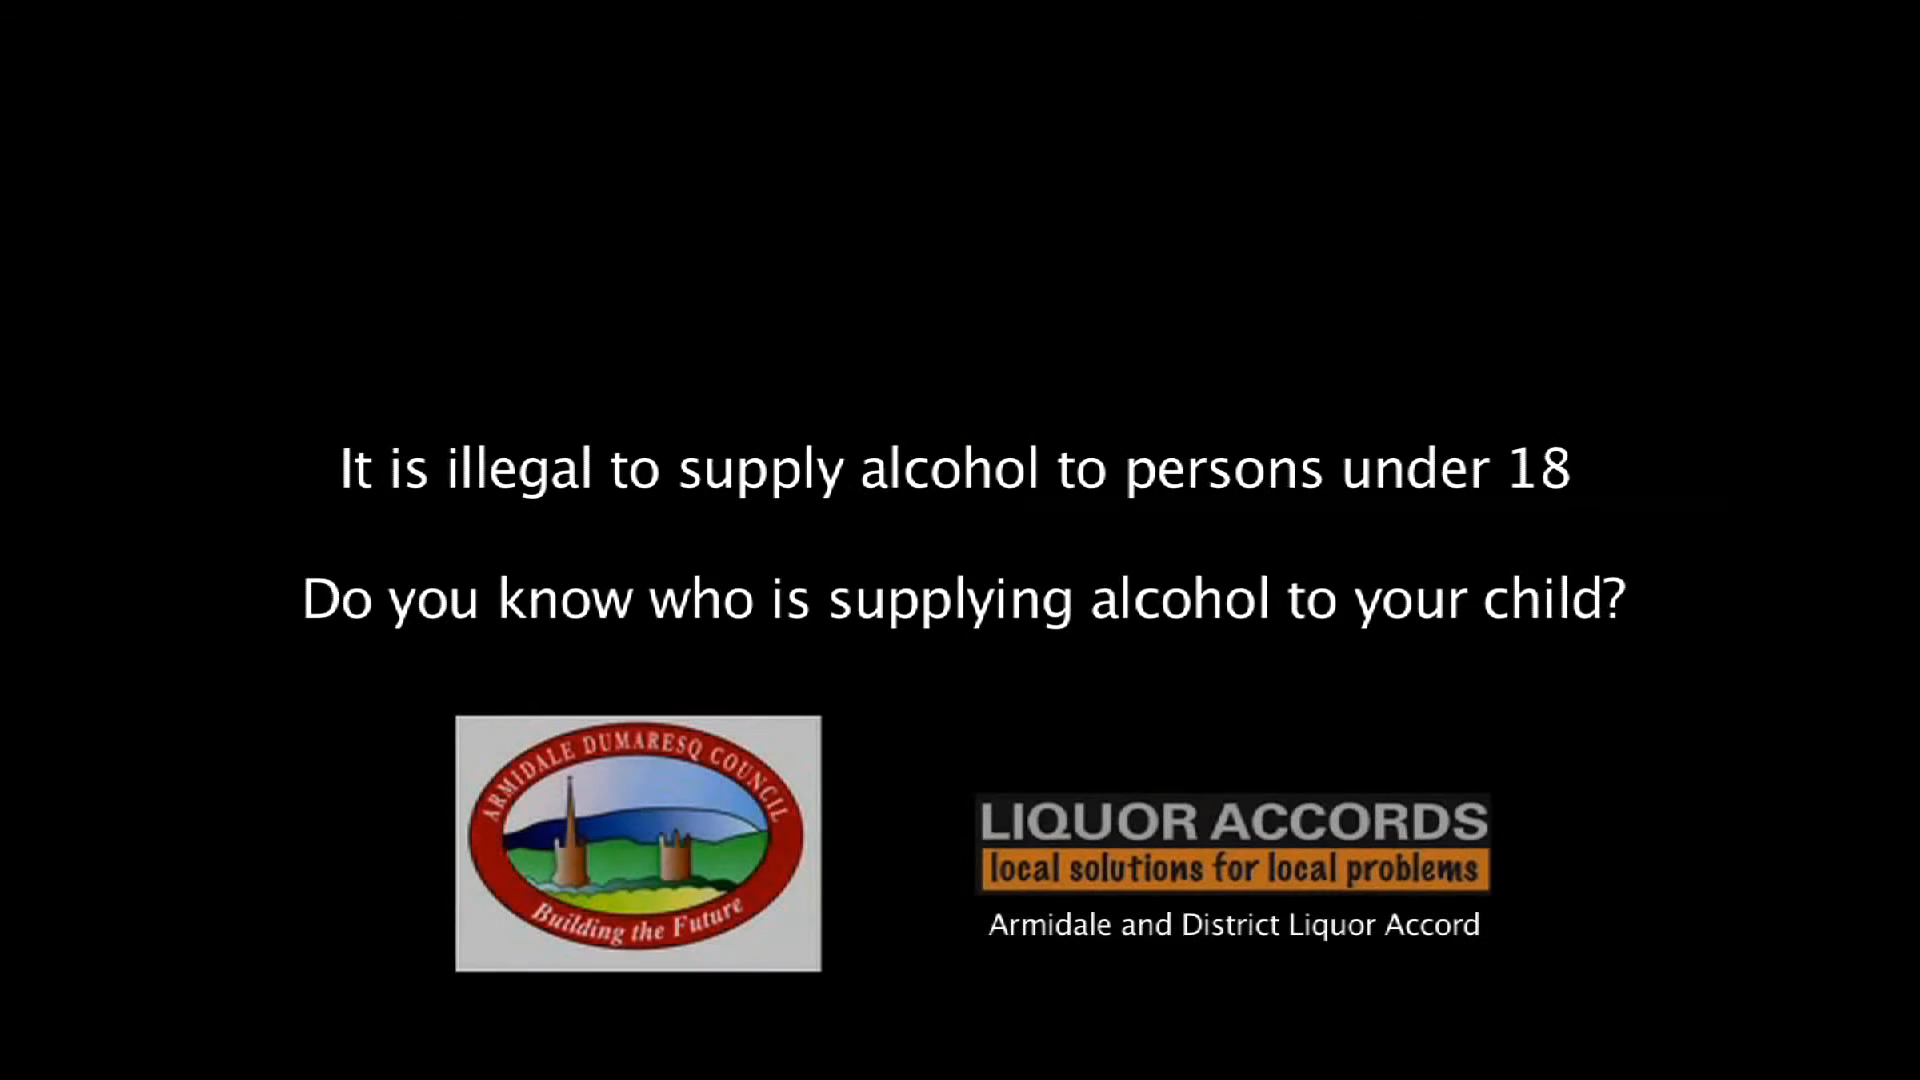 It is illegal to supply alcohol to persons under 18
Do you know who is supplying alcohol to your child?
ARMIDALE DUMARESQ COUNCIL
Building the Future
LIQUOR ACCORDS
local solutions for local problems
Armidale and District Liquor Accord